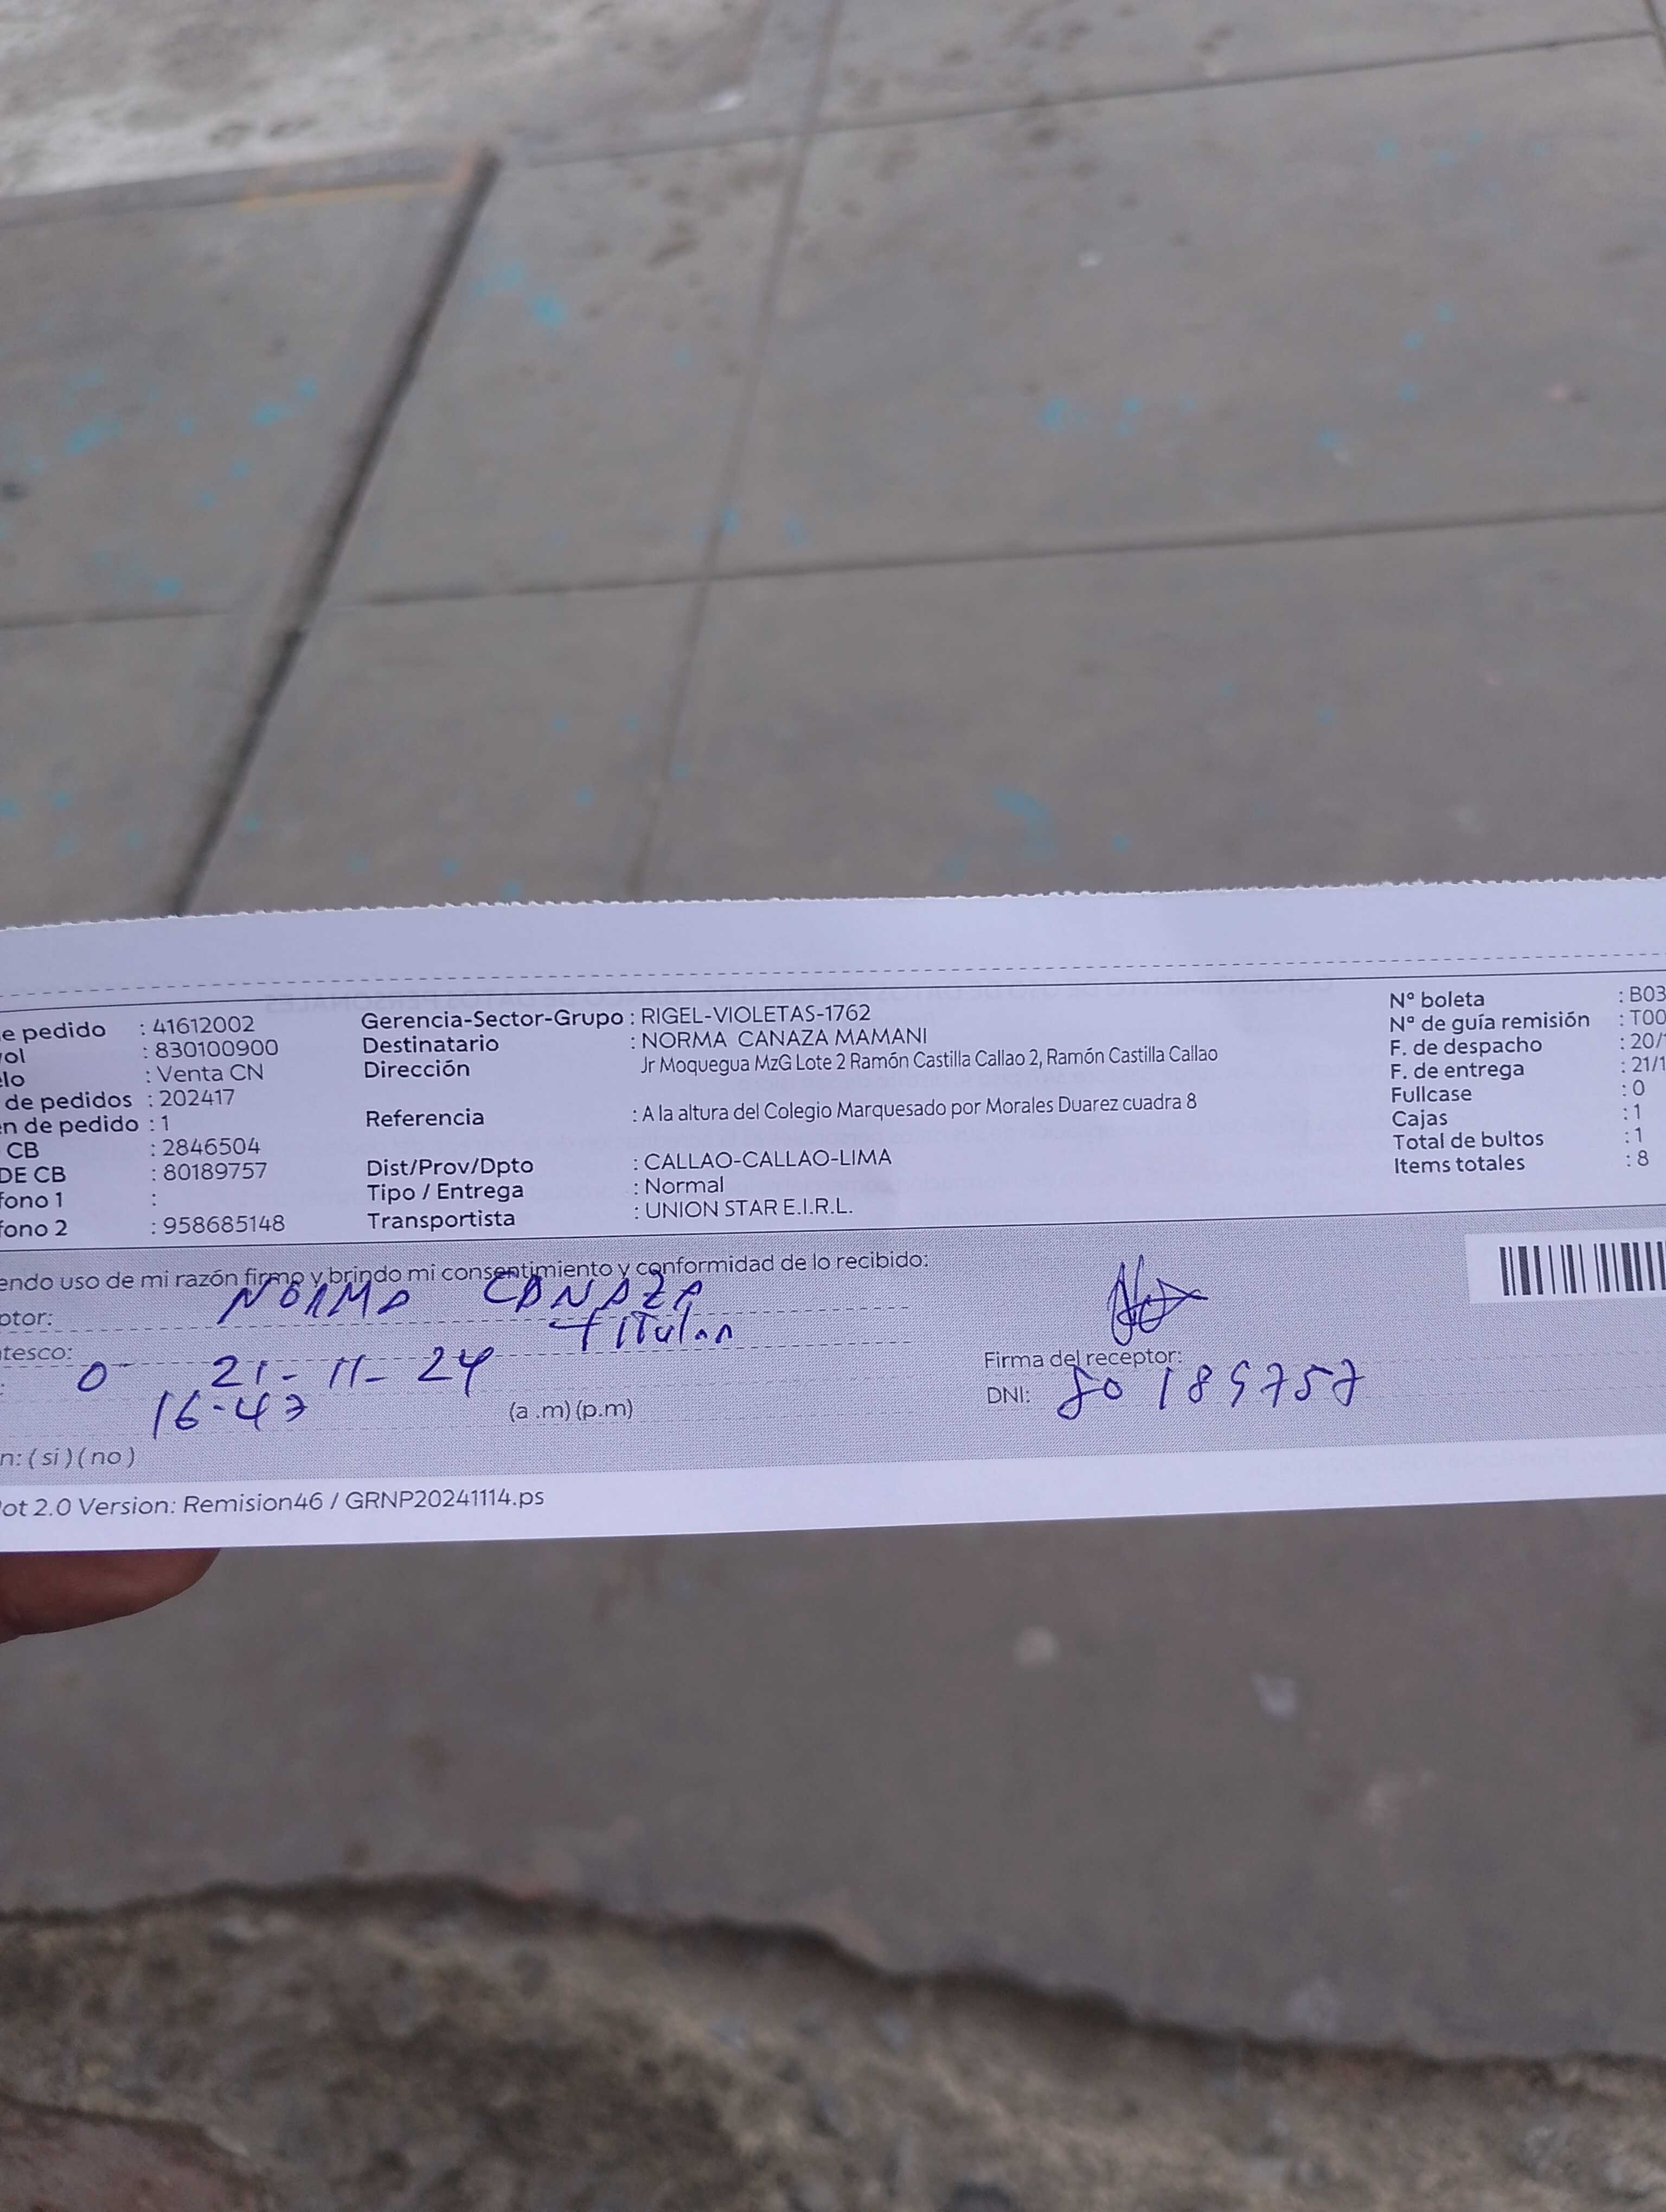 e pedido : 41612002
ol : 830100900
elo : Venta CN
de pedidos : 202417
n de pedido : 1
CB : 2846504
DE CB : 80189757
fono 1 :
fono 2 : 958685148
Gerencia-Sector-Grupo : RIGEL-VIOLETAS-1762
Destinatario : NORMA CANAZA MAMANI
Dirección Jr Moquegua MzG Lote 2 Ramón Castilla Callao 2, Ramón Castilla Callao
Referencia : A la altura del Colegio Marquesado por Morales Duarez cuadra 8
Dist/Prov/Dpto : CALLAO-CALLAO-LIMA
Tipo / Entrega : Normal
Transportista : UNION STAR E.I.R.L.
Nº boleta : B03
Nº de guía remisión : T00
F. de despacho : 20/
F. de entrega : 21/1
Fullcase : 0
Cajas : 1
Total de bultos : 1
Items totales : 8
endo uso de mi razón firmo y brindo mi consentimiento y conformidad de lo recibido:
ptor: NORMA CANAZA
tesco: Titular
: 21-11-24
16-47 (a .m) (p.m)
Firma del receptor:
DNI: 80189757
n: ( si ) ( no )
ot 2.0 Version: Remision46 / GRNP20241114.ps